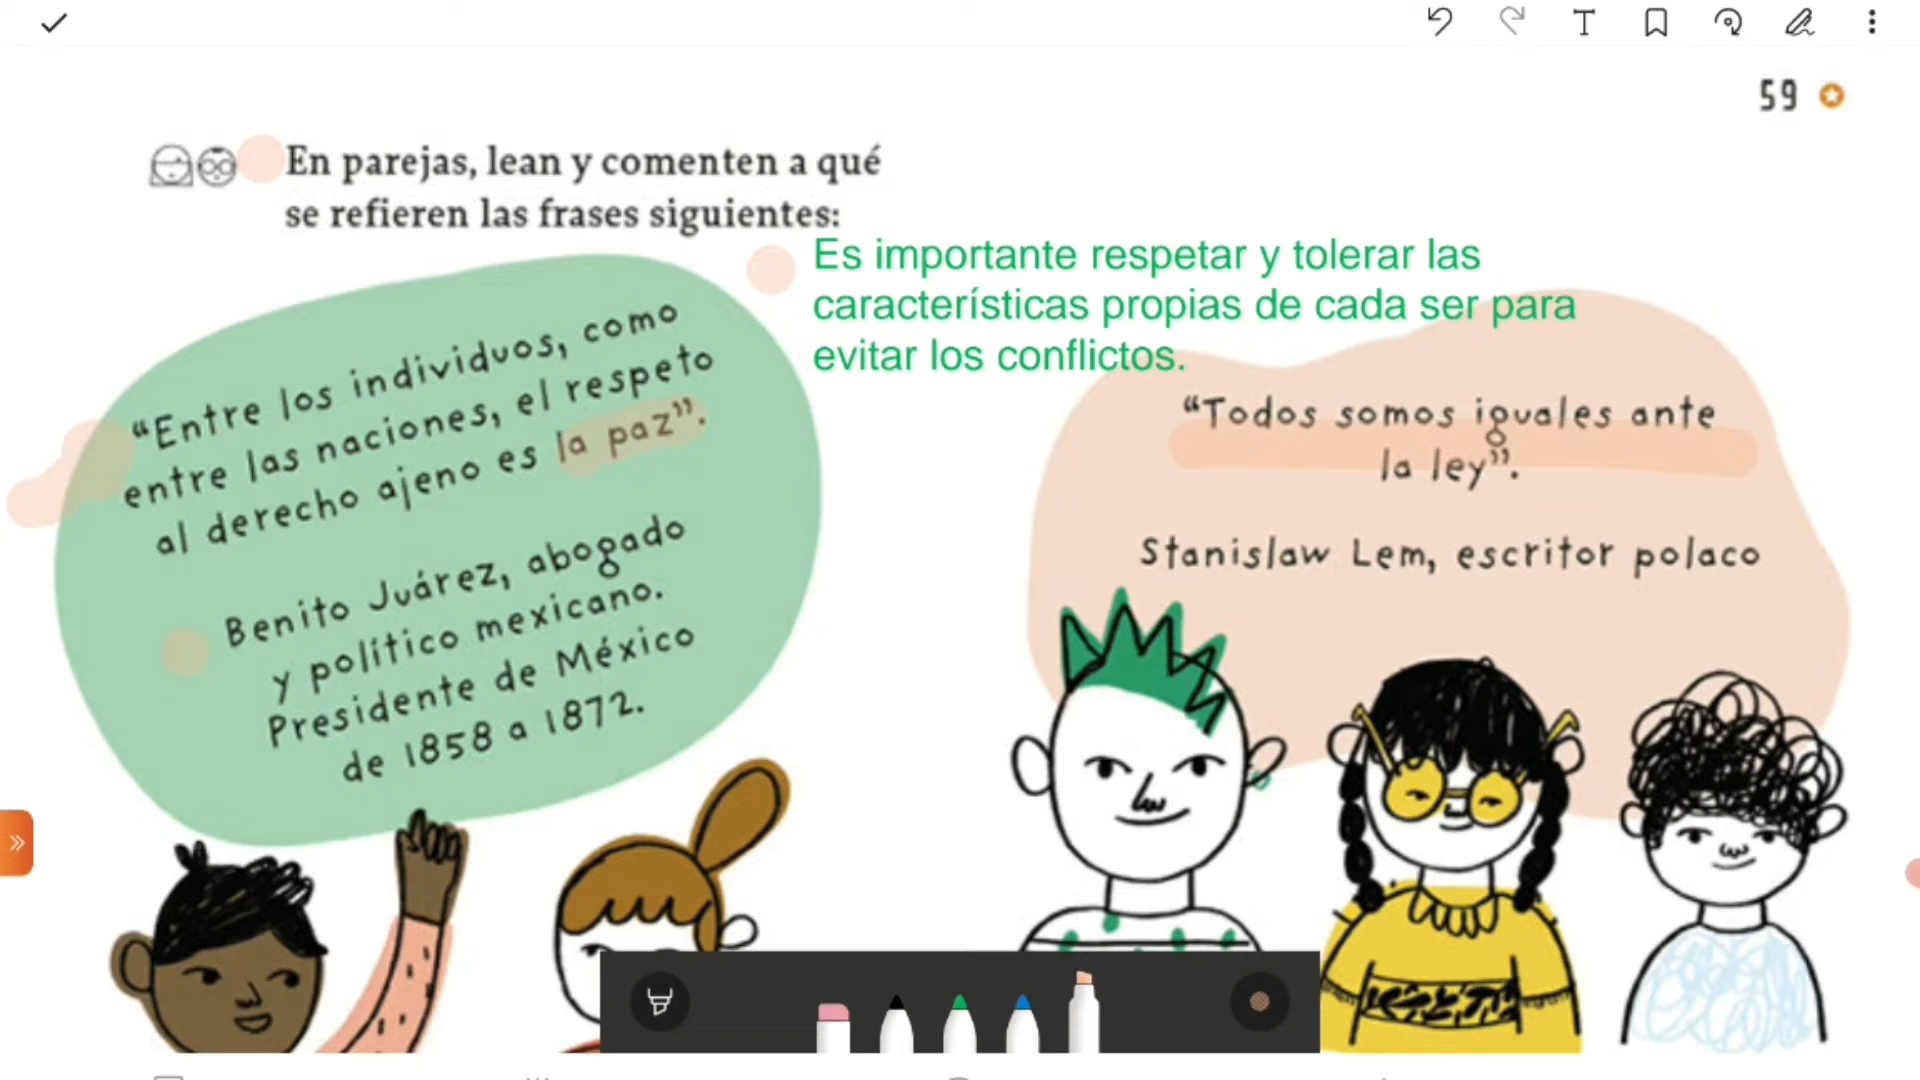 59
En parejas, lean y comenten a qué
se refieren las frases siguientes:
Es importante respetar y tolerar las
características propias de cada ser para
evitar los conflictos.
“Entre los individuos, como
entre las naciones, el respeto
al derecho ajeno es la paz”.
Benito Juárez, abogado
y político mexicano.
Presidente de México
de 1858 a 1872.
“Todos somos iguales ante
la ley”.
Stanislaw Lem, escritor polaco